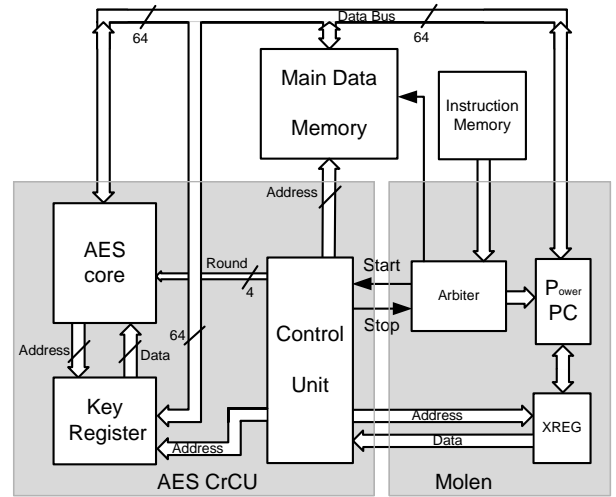 64
Data Bus
64
Main Data
Memory
Instruction
Memory
Address
AES
core
Round
4
Start
Arbiter
Power
PC
Stop
Control
Unit
Address
Data
64
Key
Register
Address
Address
Data
XREG
AES CrCU
Molen